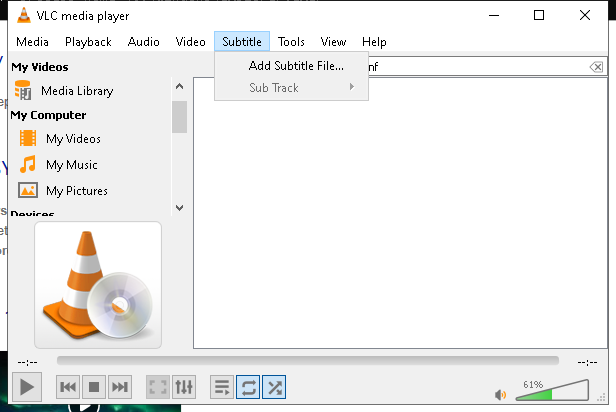 VLC media player
Media Playback Audio Video Subtitle Tools View Help
Add Subtitle File...
Sub Track
nf
My Videos
Media Library
My Computer
My Videos
My Music
My Pictures
Devices
--:-- --:--
61%